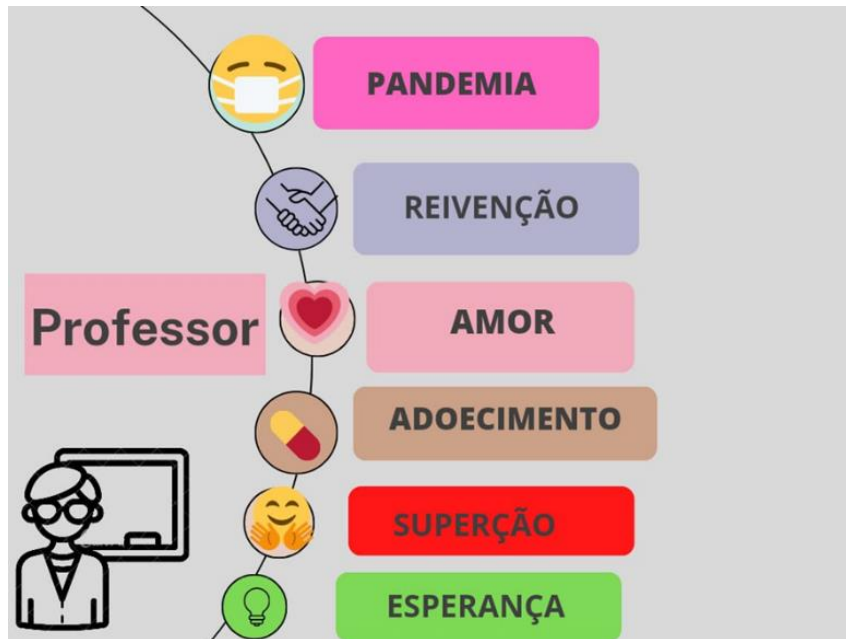 PANDEMIA
REIVENÇÃO
Professor
AMOR
ADOECIMENTO
SUPERÇÃO
ESPERANÇA